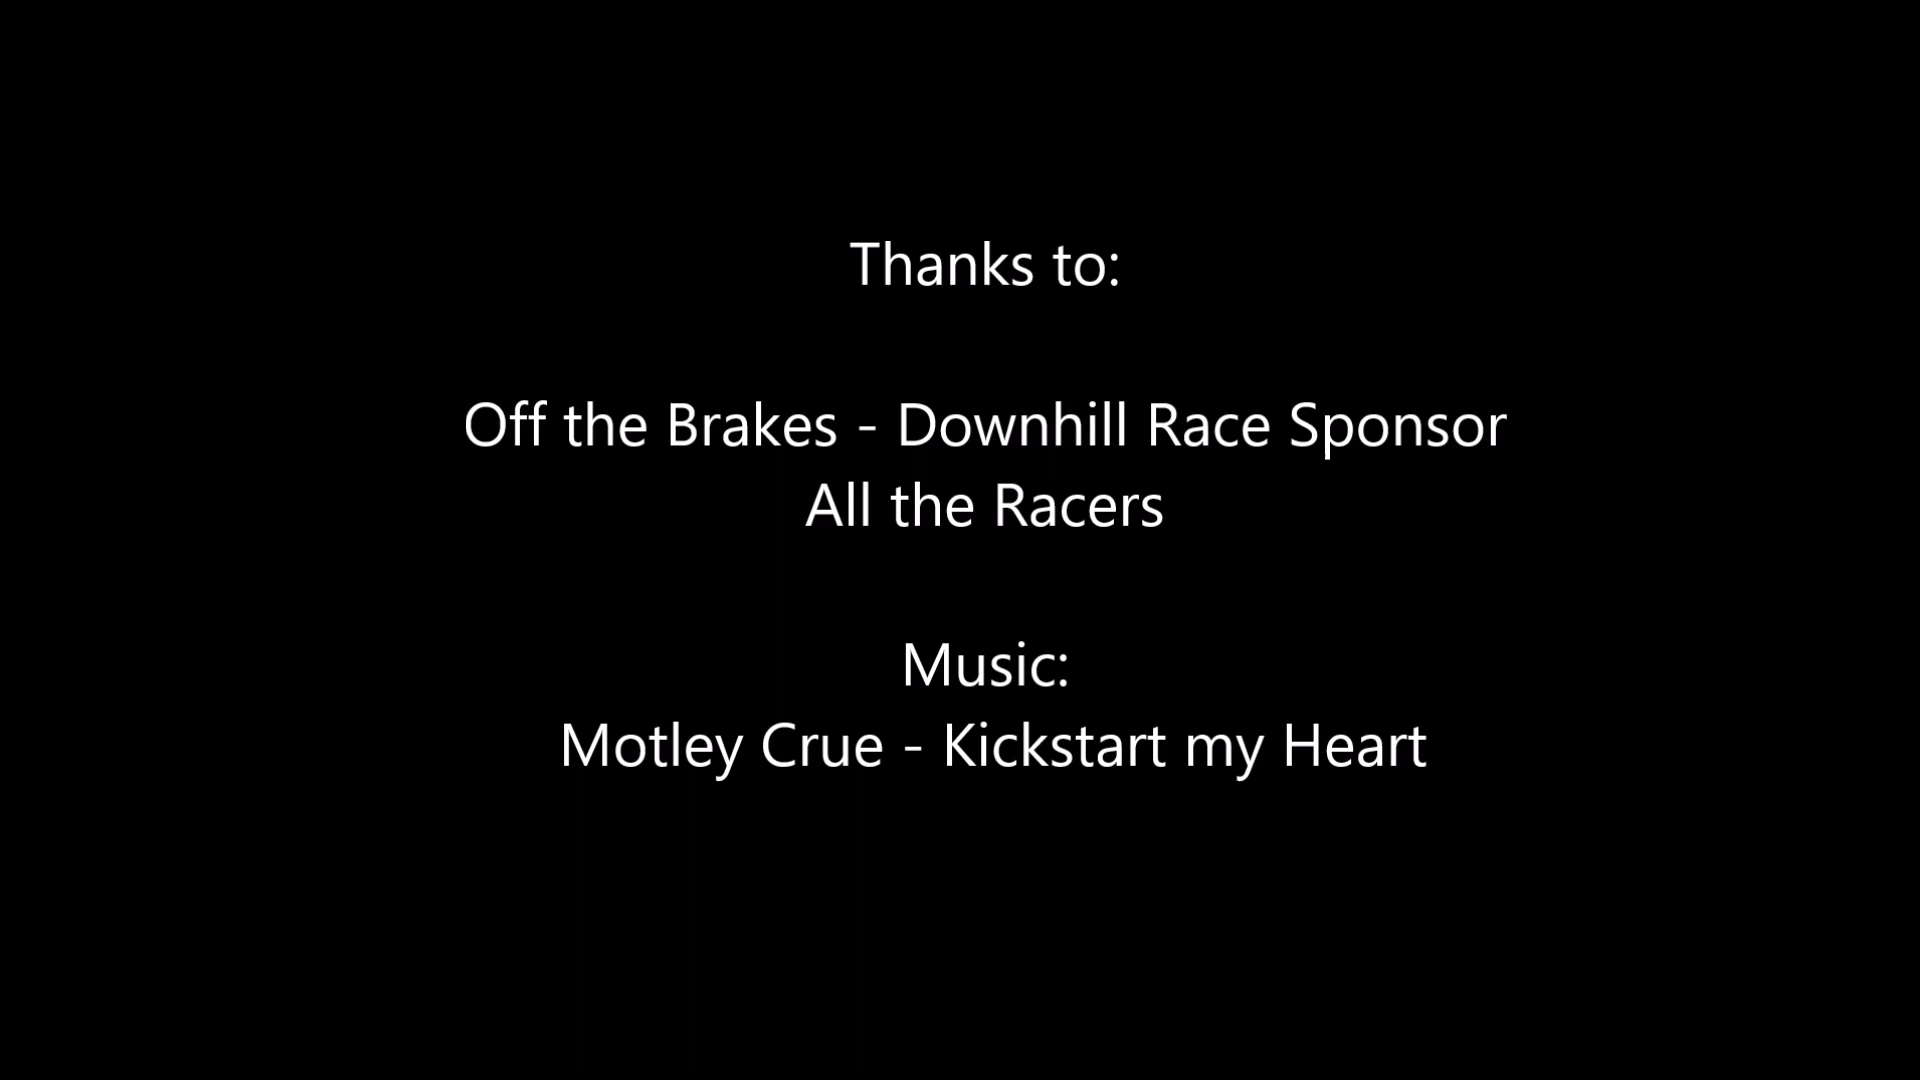 Thanks to:
Off the Brakes - Downhill Race Sponsor
All the Racers
Music:
Motley Crue - Kickstart my Heart